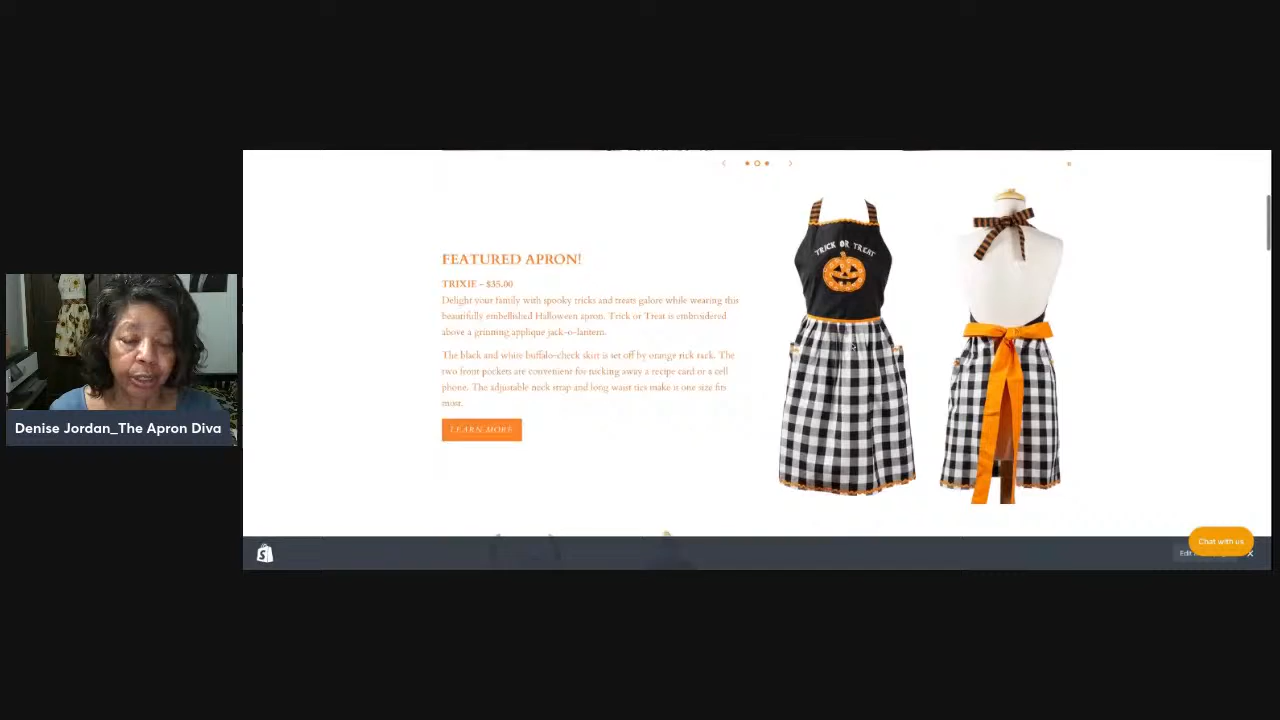 FEATURED APRON!
TRIXIE - $35.00
Delight your family with spooky tricks and treats galore while wearing this
beautifully embellished Halloween apron. Trick or Treat is embroidered
above a grinning applique jack-o-lantern.
The black and white buffalo-check skirt is set off by orange rick rack. The
two front pockets are convenient for tucking away a recipe card or a cell
phone. The adjustable neck strap and long waist ties make it one size fits
most.
LEARN MORE
TRICK OR TREAT
Denise Jordan_The Apron Diva
Chat with us
Edit